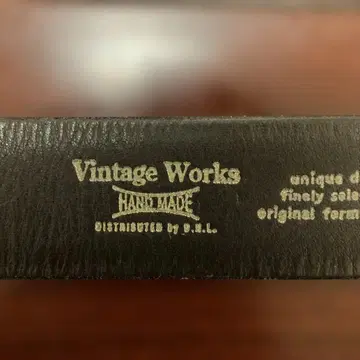 Vintage Works
HAND MADE
DISTRIBUTED by D.N.L.
unique d
finely sele
original form